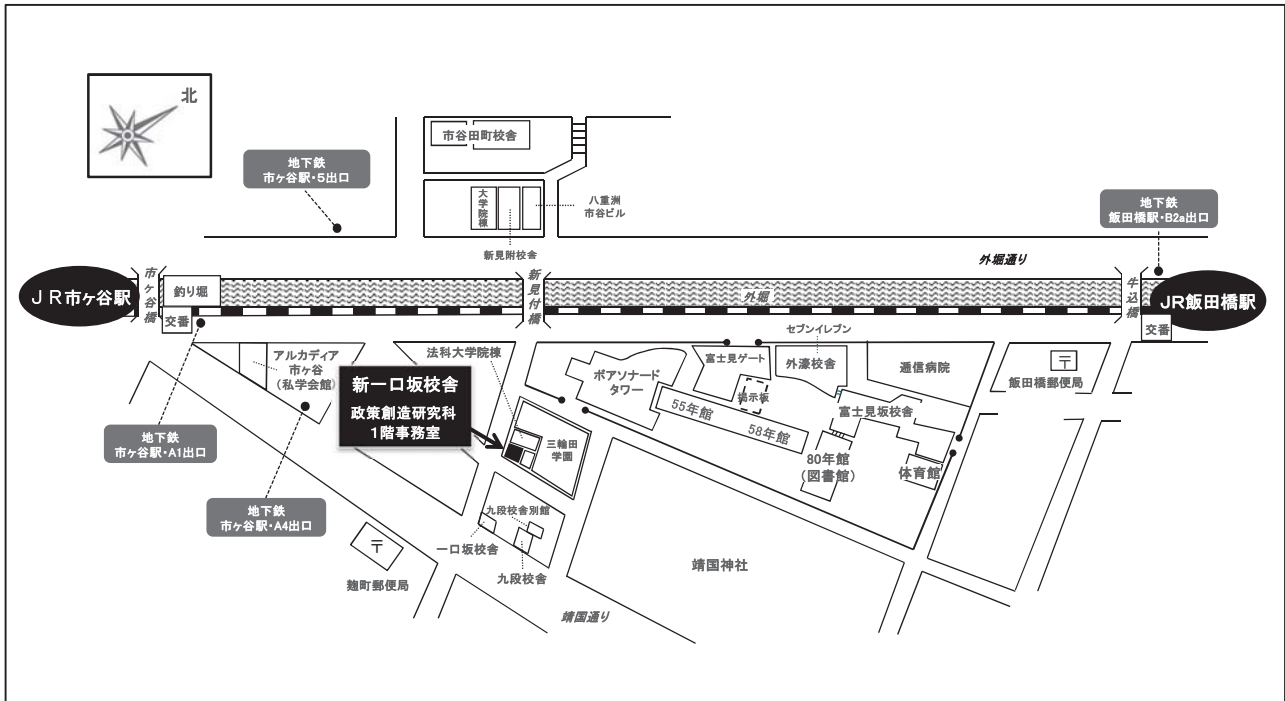 北
市谷田町校舎
地下鉄
市ヶ谷駅・5出口
大学院棟
八重洲
市谷ビル
新見附校舎
地下鉄
飯田橋駅・B2a出口
外堀通り
JR市ヶ谷駅
市ヶ谷橋
釣り堀
交番
新見付橋
外堀
牛込橋
JR飯田橋駅
交番
アルカディア
市ヶ谷
(私学会館)
法科大学院棟
新一口坂校舎
政策創造研究科
1階事務室
ボアソナード
タワー
富士見ゲート
掲示板
セブンイレブン
外濠校舎
逓信病院
〒
飯田橋郵便局
55年館
58年館
富士見坂校舎
80年館
(図書館)
体育館
三輪田
学園
地下鉄
市ヶ谷駅・A1出口
地下鉄
市ヶ谷駅・A4出口
〒
麹町郵便局
九段校舎別館
一口坂校舎
九段校舎
靖国神社
靖国通り